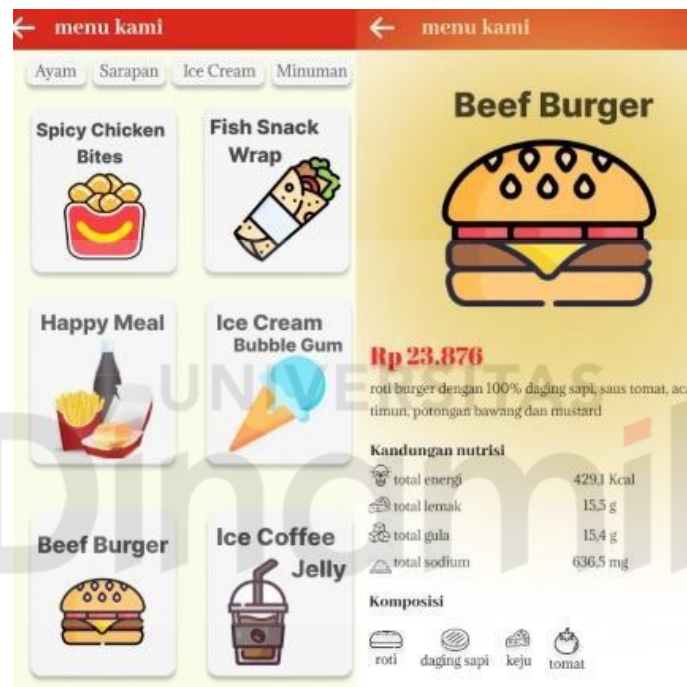 menu kami
Ayam Sarapan Ice Cream Minuman
Spicy Chicken
Bites
Fish Snack
Wrap
Happy Meal
Ice Cream
Bubble Gum
Beef Burger
Ice Coffee
Jelly
menu kami
Beef Burger
Rp 23.876
roti burger dengan 100% daging sapi, saus tomat, aca
timun, potongan bawang dan mustard
Kandungan nutrisi
total energi 429,1 Kcal
total lemak 15,5 g
total gula 15,4 g
total sodium 636,5 mg
Komposisi
roti daging sapi keju tomat
UNIVERSITAS
Dinamik